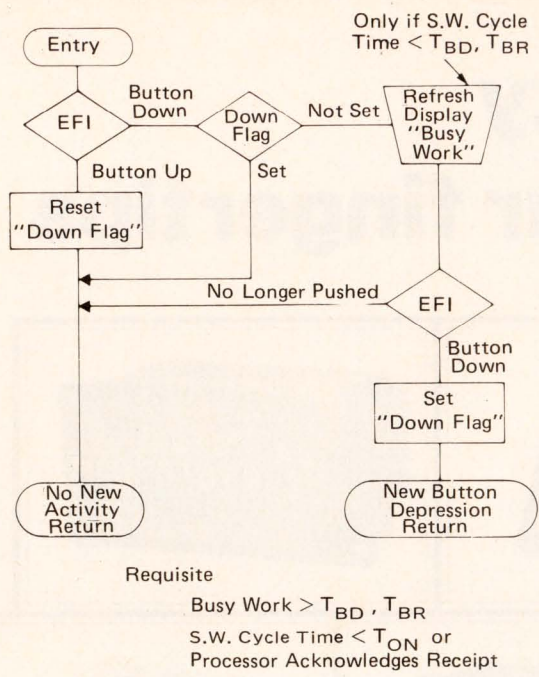 Only if S.W. Cycle
Time < TBD, TBR
Entry
EFI
Button
Down
Down
Flag
Not Set
Refresh
Display
"Busy
Work"
Button Up
Set
Reset
"Down Flag"
No Longer Pushed
EFI
Button
Down
Set
"Down Flag"
No New
Activity
Return
New Button
Depression
Return
Requisite
Busy Work > TBD , TBR
S.W. Cycle Time < TON or
Processor Acknowledges Receipt